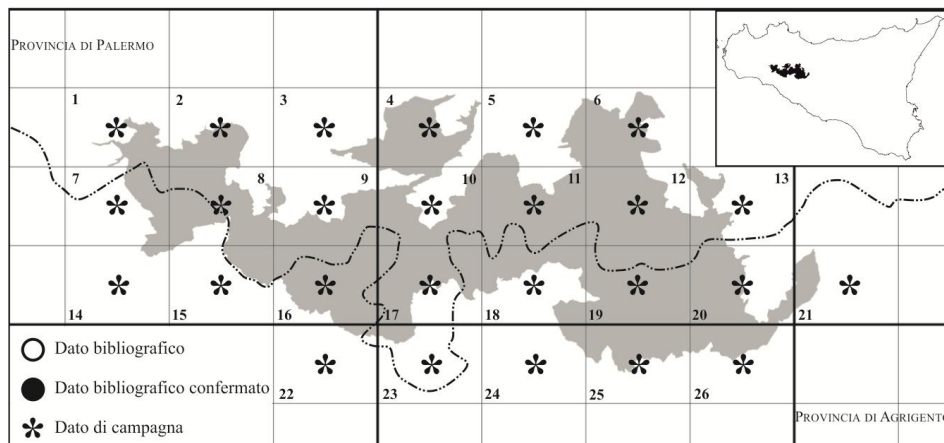 PROVINCIA DI PALERMO
1 2 3 4 5 6
7 8 9 10 11 12 13
14 15 16 17 18 19 20 21
Dato bibliografico
Dato bibliografico confermato
22 23 24 25 26
Dato di campagna
PROVINCIA DI AGRIGENTO